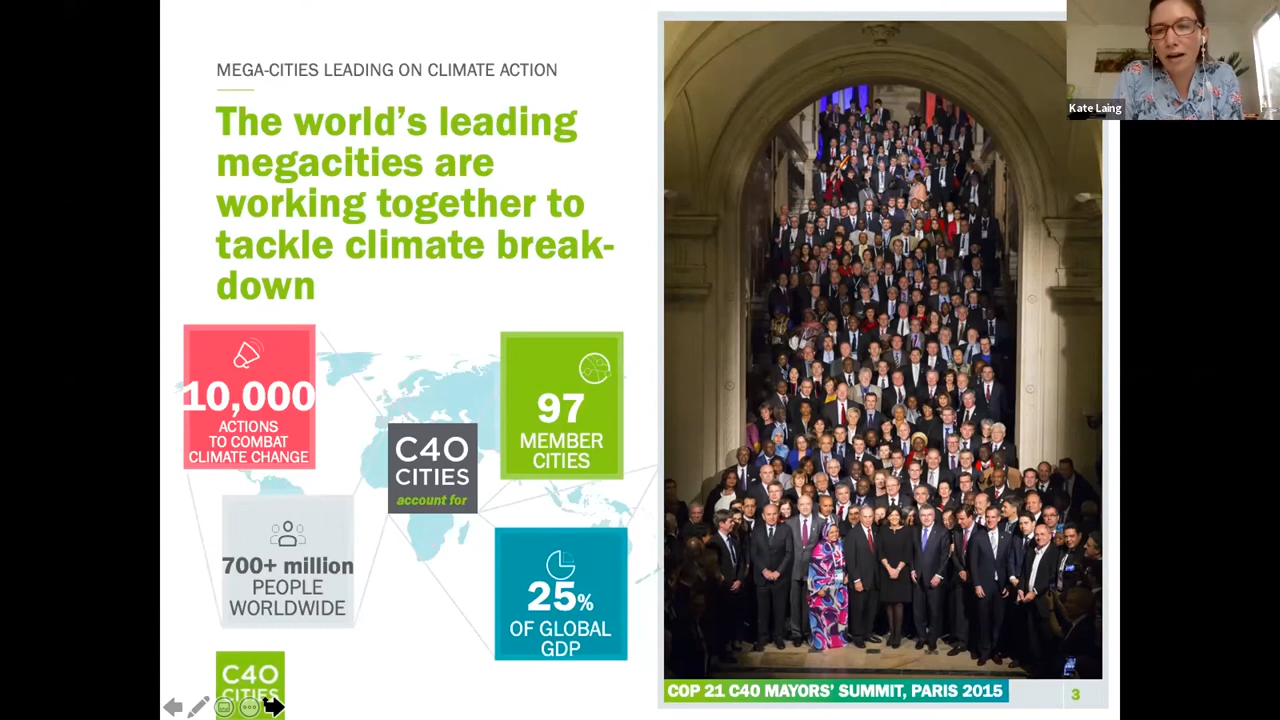 MEGA-CITIES LEADING ON CLIMATE ACTION
The world's leading
megacities are
working together to
tackle climate break-
down
10,000
ACTIONS
TO COMBAT
CLIMATE CHANGE
C40
CITIES
account for
97
MEMBER
CITIES
700+ million
PEOPLE
WORLDWIDE
25%
OF GLOBAL
GDP
C40
CITIES
COP 21 C40 MAYORS' SUMMIT, PARIS 2015
3
Kate Laing